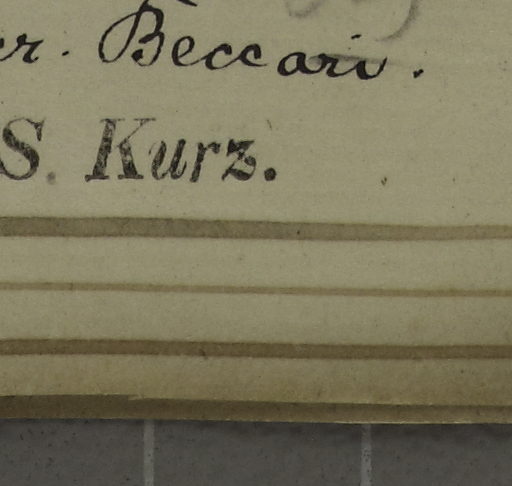 r. Beccari.
S. Kurz.